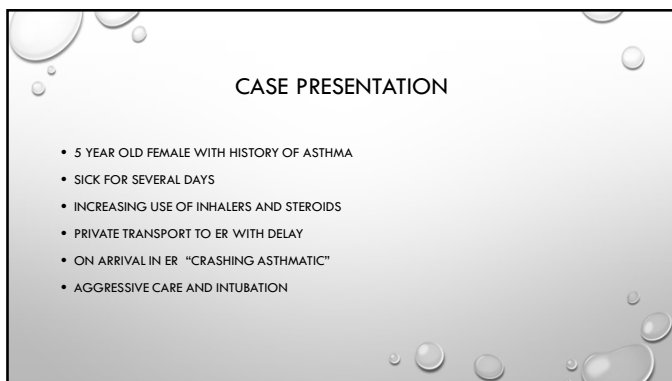 CASE PRESENTATION
• 5 YEAR OLD FEMALE WITH HISTORY OF ASTHMA
• SICK FOR SEVERAL DAYS
• INCREASING USE OF INHALERS AND STEROIDS
• PRIVATE TRANSPORT TO ER WITH DELAY
• ON ARRIVAL IN ER “CRASHING ASTHMATIC”
• AGGRESSIVE CARE AND INTUBATION